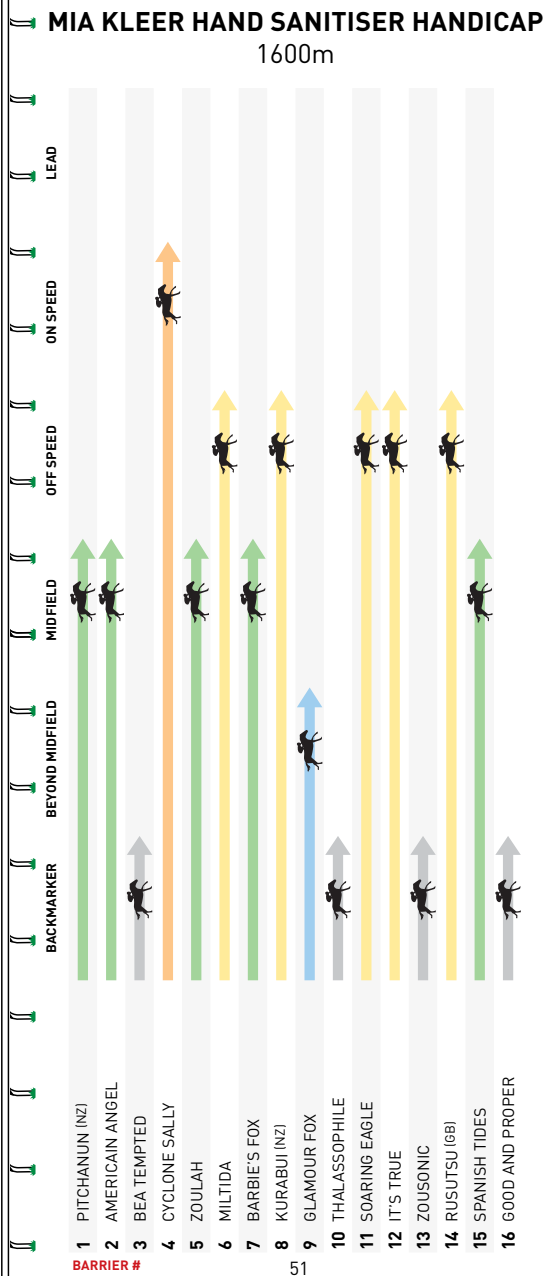 MIA KLEER HAND SANITISER HANDICAP
1600m
LEAD
ON SPEED
OFF SPEED
MIDFIELD
BEYOND MIDFIELD
BACKMARKER
1 PITCHANUN (NZ)
2 AMERICAIN ANGEL
3 BEA TEMPTED
4 CYCLONE SALLY
5 ZOULAH
6 MILTIDA
7 BARBIE'S FOX
8 KURABUI (NZ)
9 GLAMOUR FOX
10 THALASSOPHILE
11 SOARING EAGLE
12 IT'S TRUE
13 ZOUSONIC
14 RUSUTSU (GB)
15 SPANISH TIDES
16 GOOD AND PROPER
BARRIER #
51